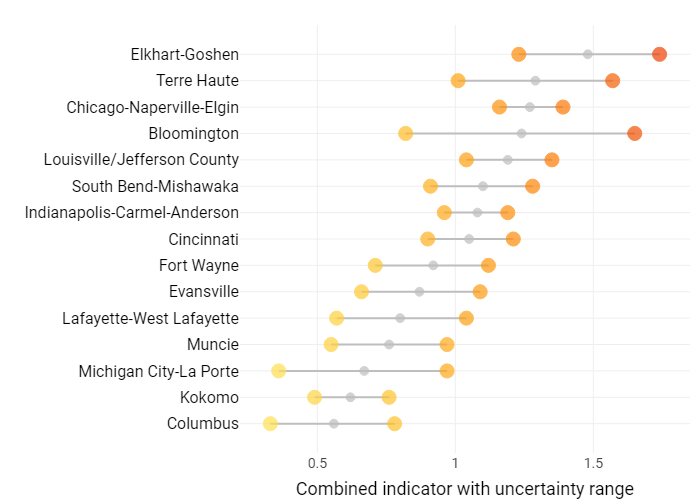 Elkhart-Goshen
Terre Haute
Chicago-Naperville-Elgin
Bloomington
Louisville/Jefferson County
South Bend-Mishawaka
Indianapolis-Carmel-Anderson
Cincinnati
Fort Wayne
Evansville
Lafayette-West Lafayette
Muncie
Michigan City-La Porte
Kokomo
Columbus
0.5 1 1.5
Combined indicator with uncertainty range